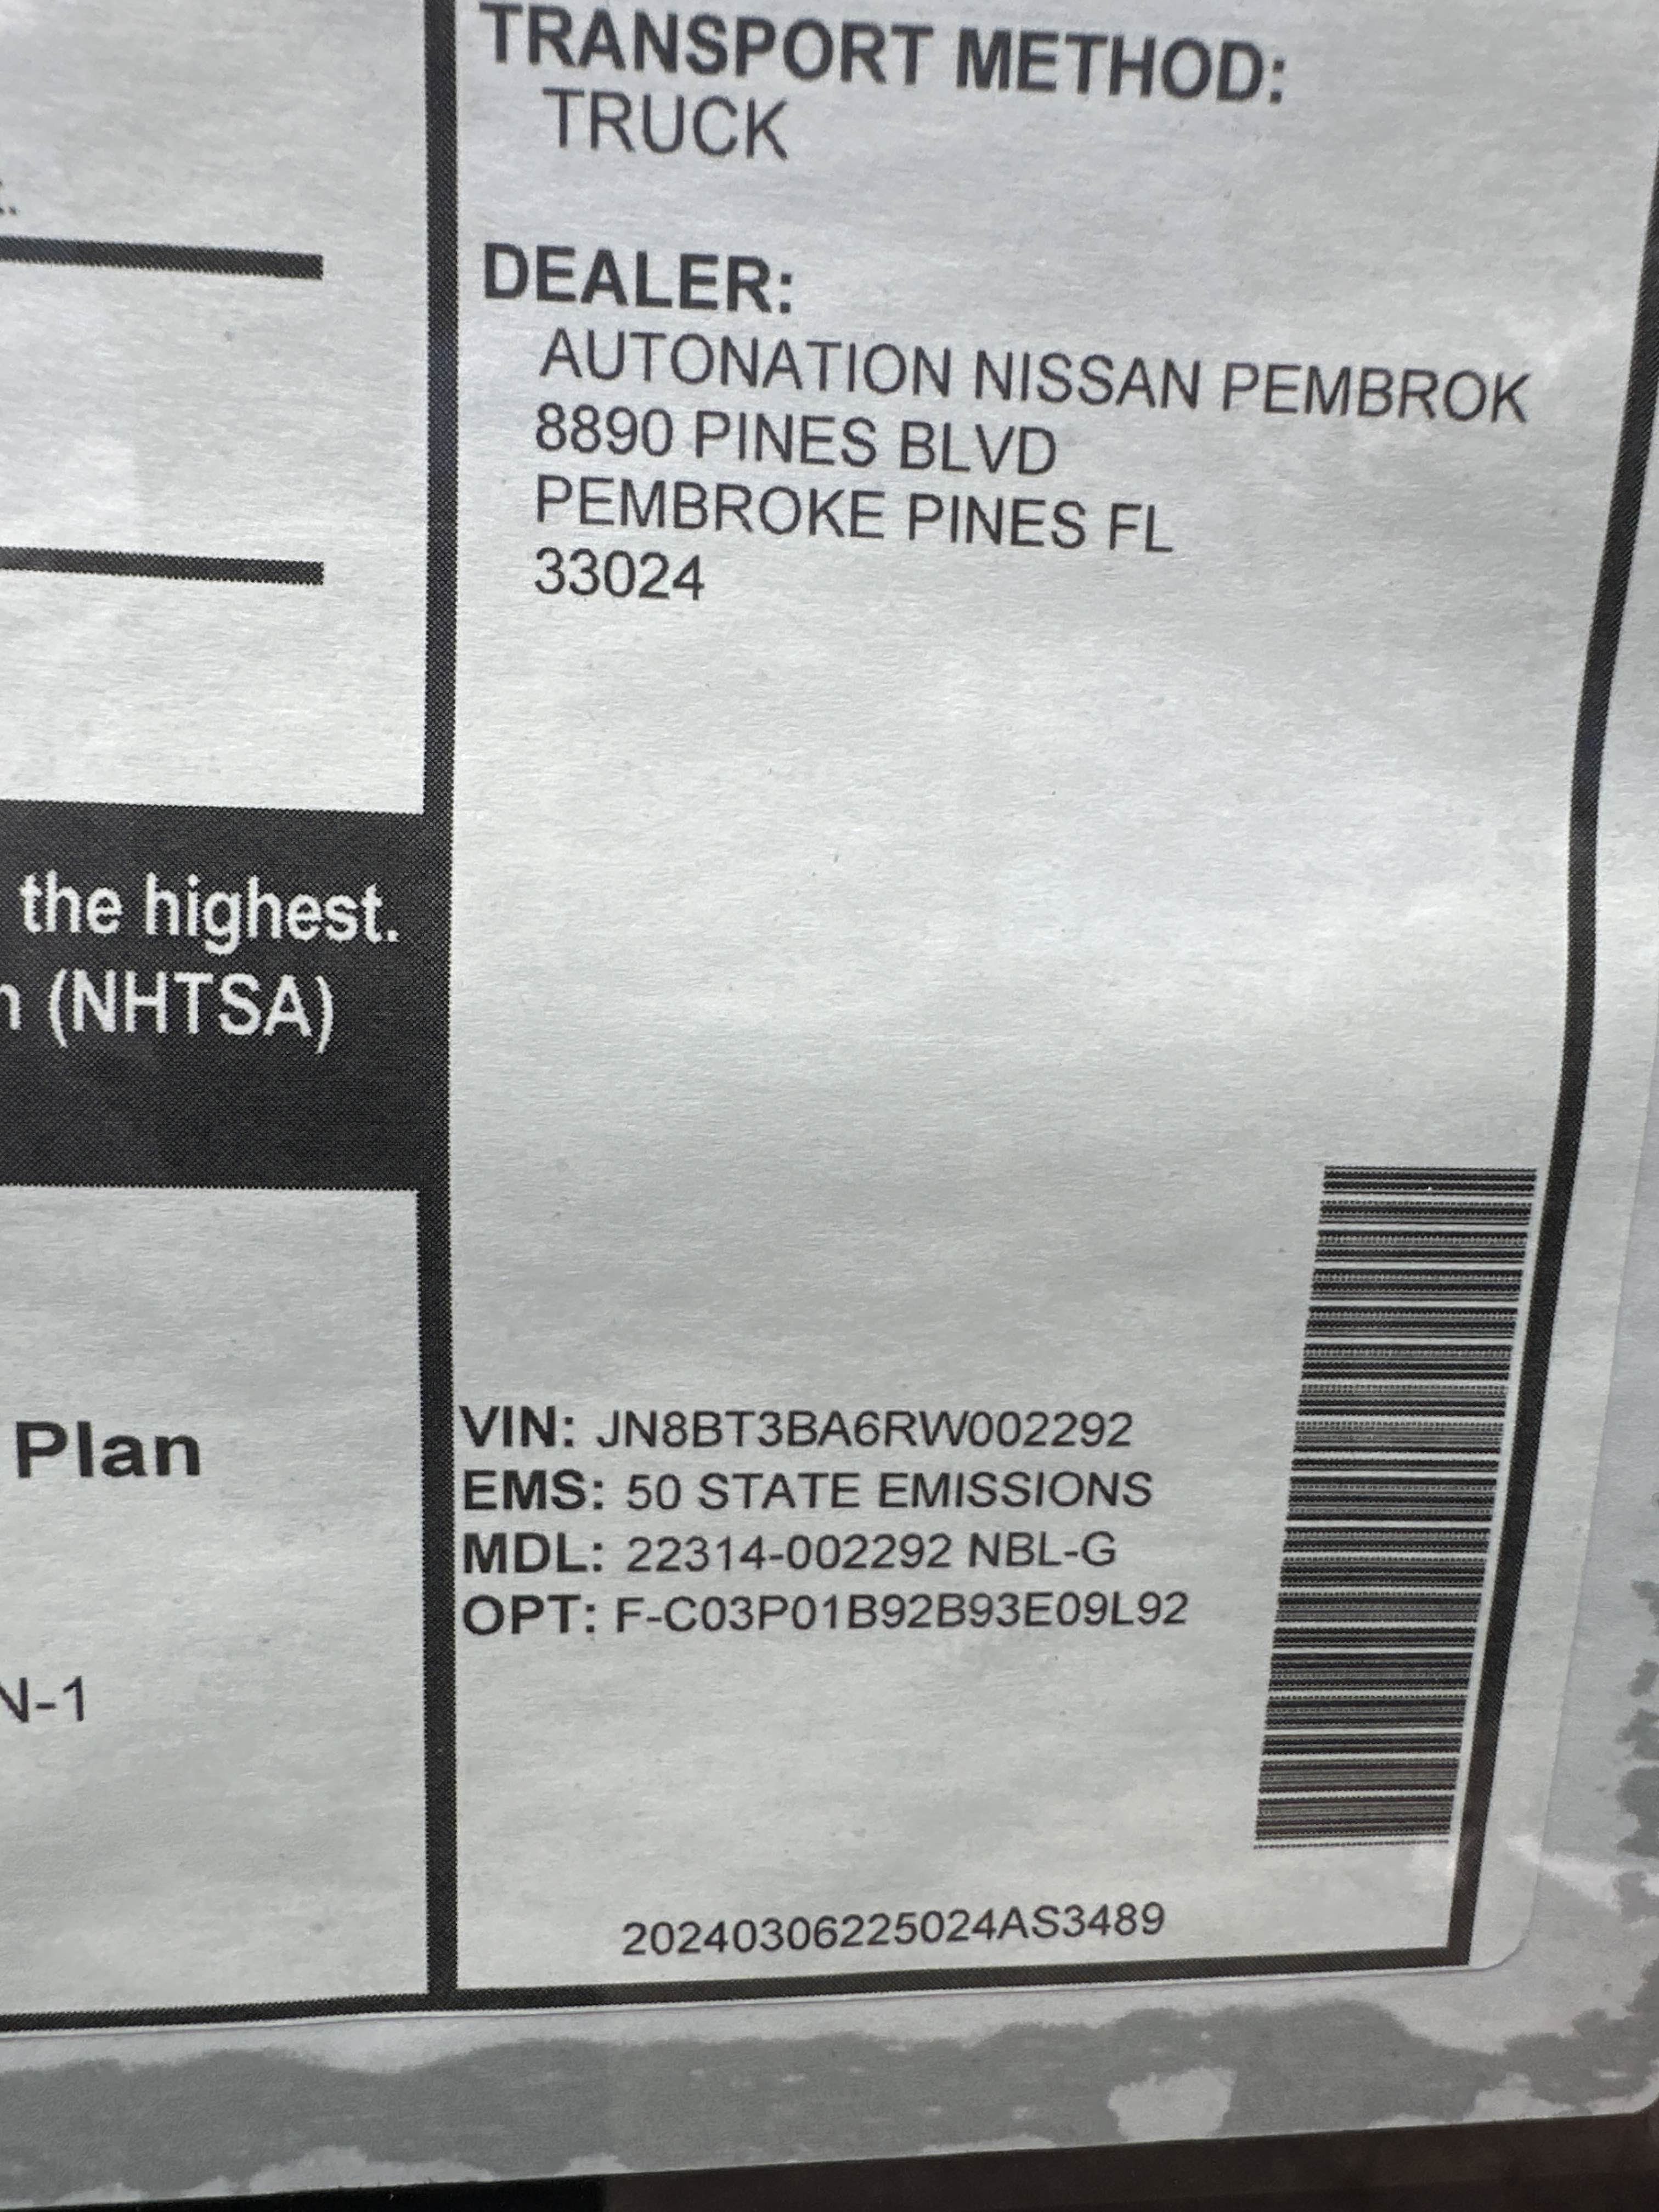 TRANSPORT METHOD:
TRUCK
DEALER:
AUTONATION NISSAN PEMBROK
8890 PINES BLVD
PEMBROKE PINES FL
33024
the highest.
(NHTSA)
Plan
N-1
VIN: JN8BT3BA6RW002292
EMS: 50 STATE EMISSIONS
MDL: 22314-002292 NBL-G
OPT: F-C03P01B92B93E09L92
20240306225024AS3489